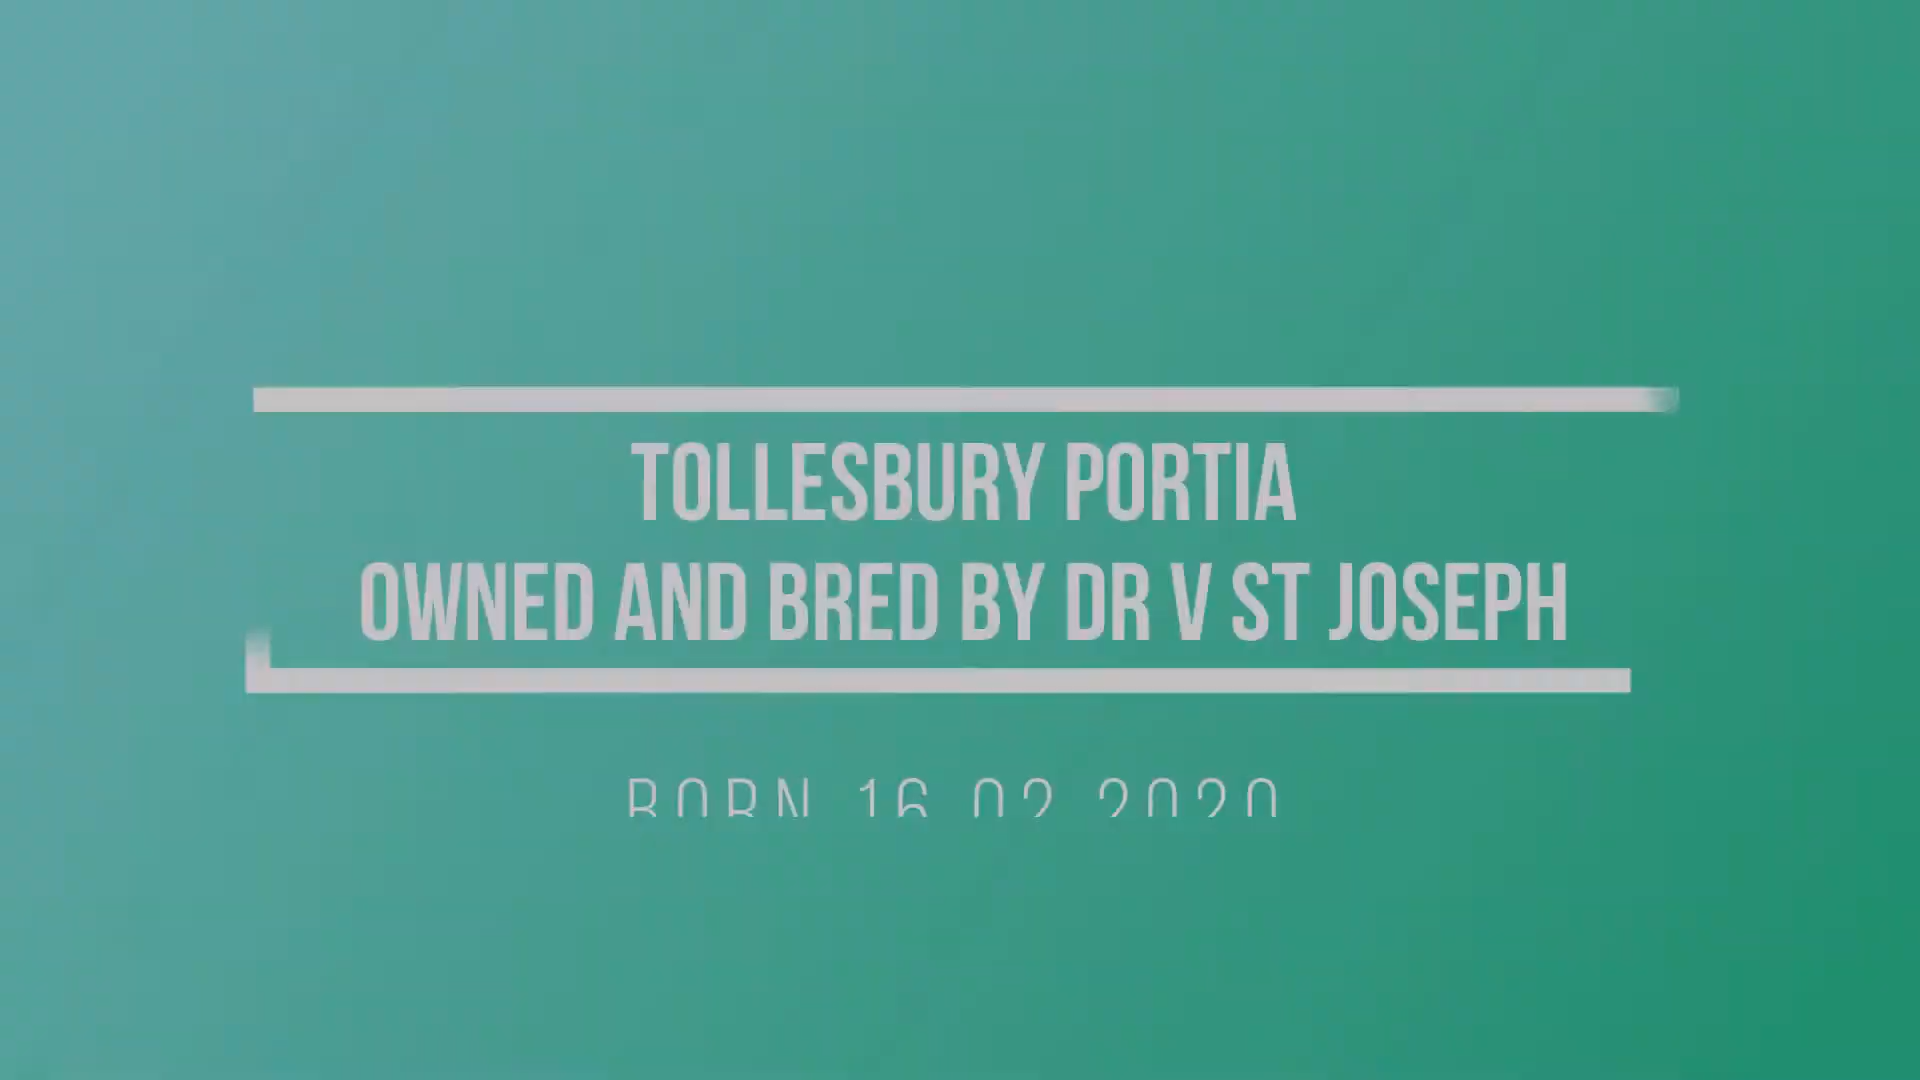 TOLLESBURY PORTIA
OWNED AND BRED BY DR V ST JOSEPH
BORN 16 02 2020